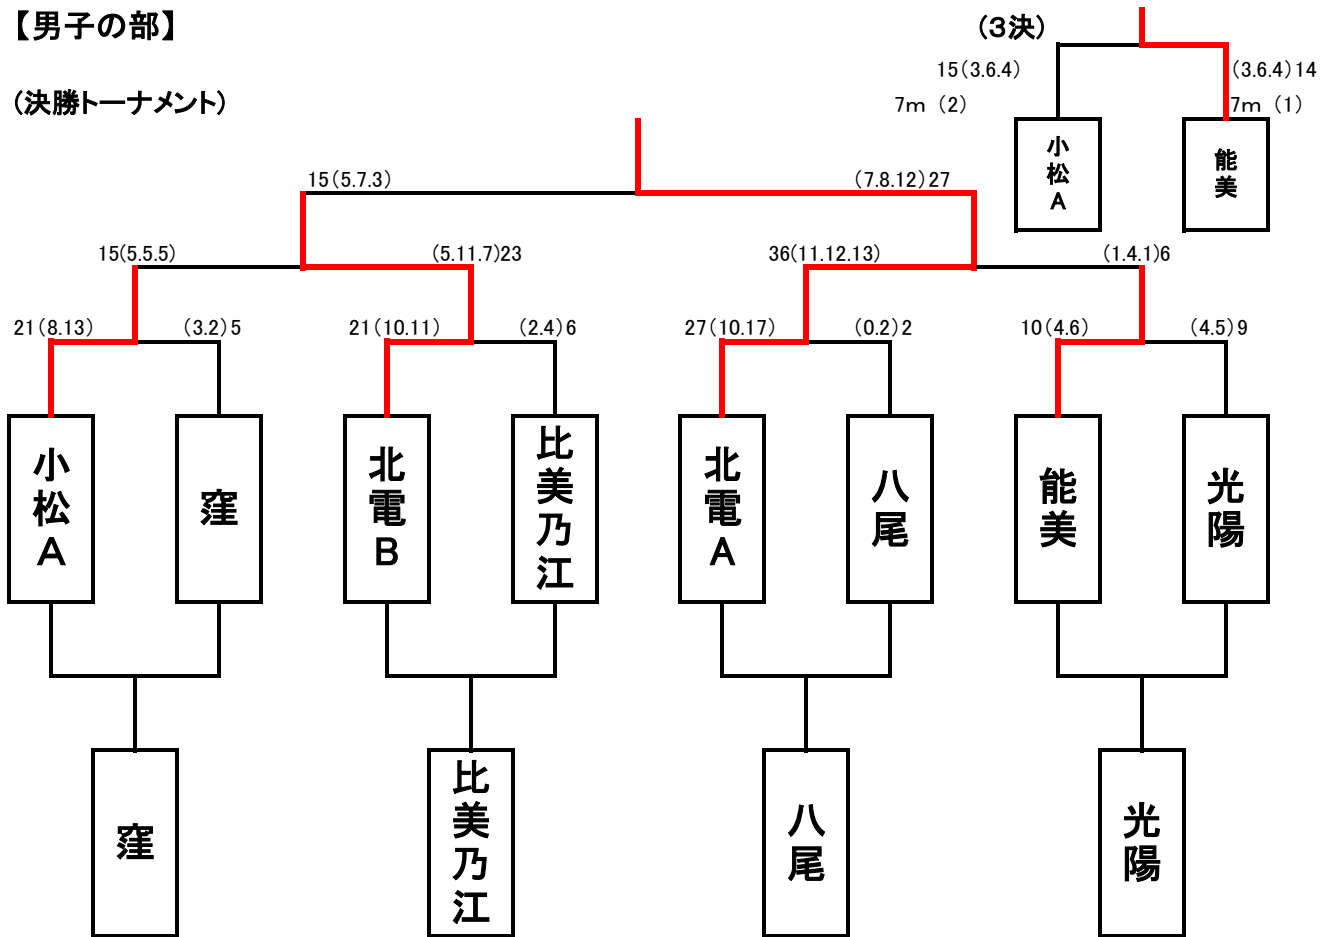 【男子の部】
(3決)
15(3.6.4)
(3.6.4)14
(決勝トーナメント)
7m (2)
7m (1)
小松A
能美
15(5.7.3)
(7.8.12)27
15(5.5.5)
(5.11.7)23
36(11.12.13)
(1.4.1)6
21(8.13)
(3.2)5
21(10.11)
(2.4)6
27(10.17)
(0.2)2
10(4.6)
(4.5)9
小松A
窪
北電B
比美乃江
北電A
八尾
能美
光陽
窪
比美乃江
八尾
光陽